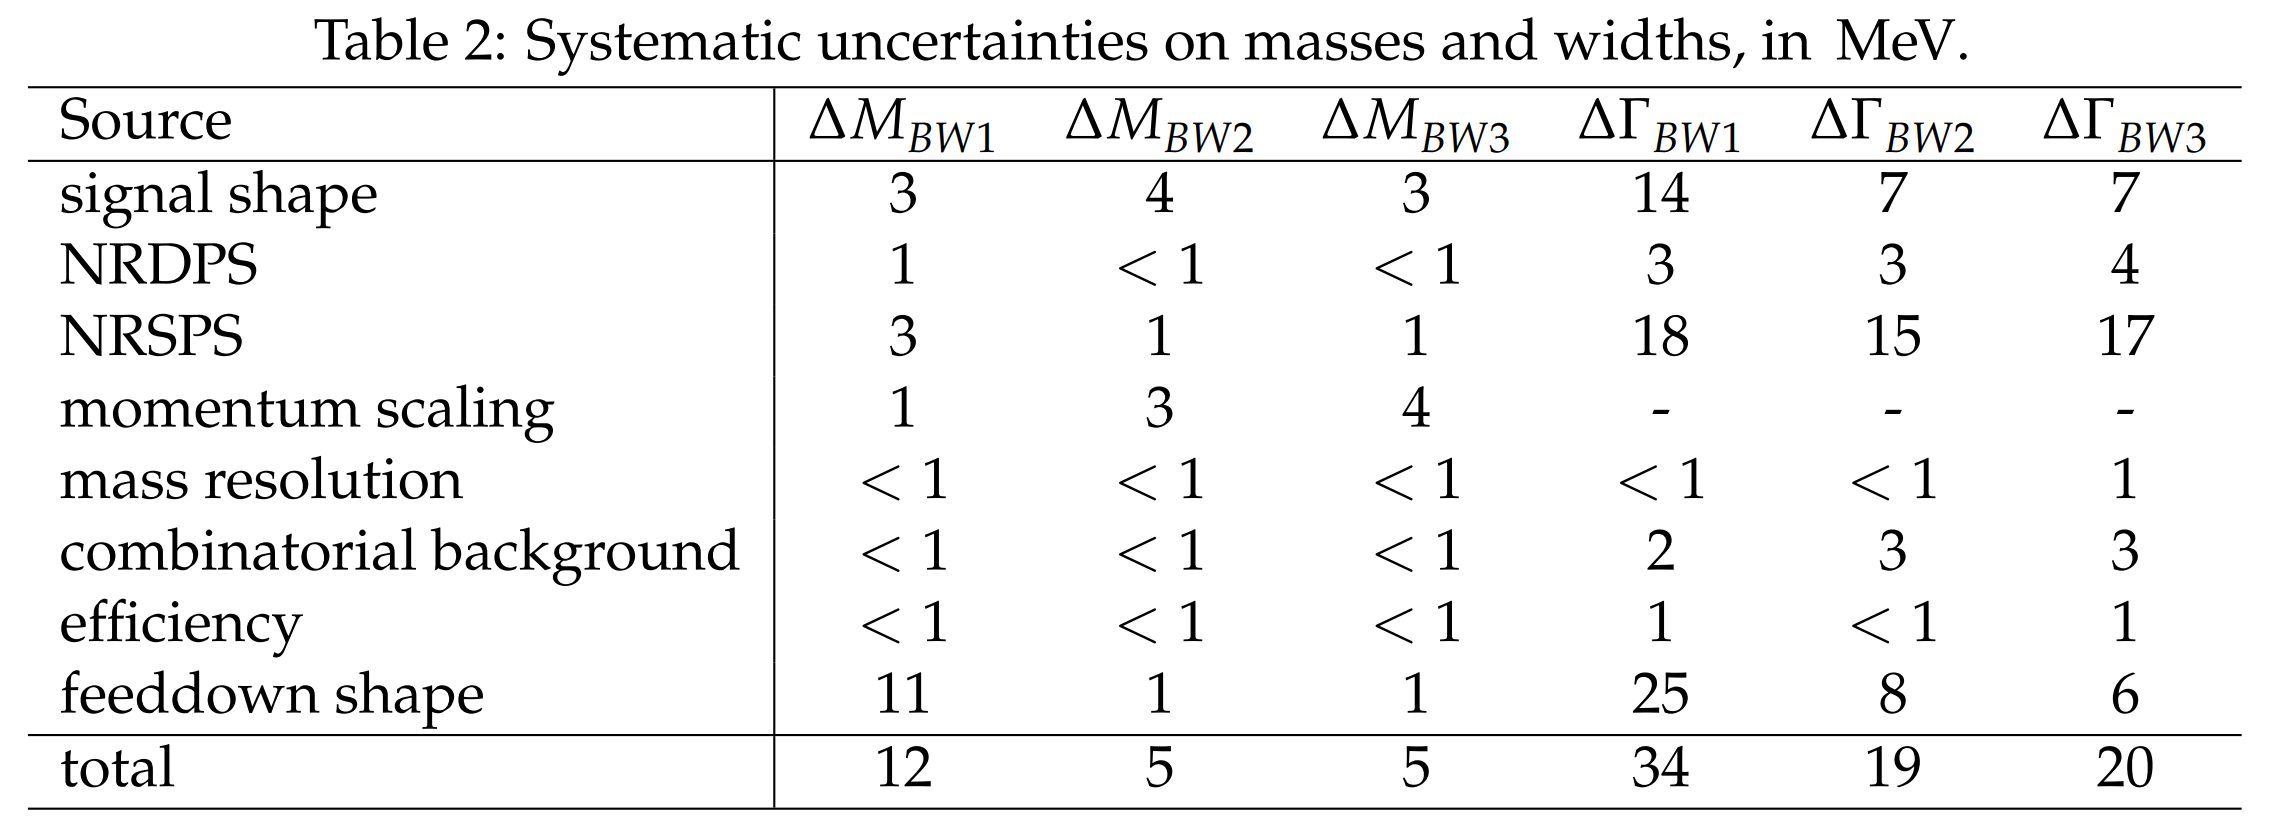 Table 2: Systematic uncertainties on masses and widths, in MeV.
Source ΔM_BW1 ΔM_BW2 ΔM_BW3 ΔΓ_BW1 ΔΓ_BW2 ΔΓ_BW3
signal shape 3 4 3 14 7 7
NRDPS 1 < 1 < 1 3 3 4
NRSPS 3 1 1 18 15 17
momentum scaling 1 3 4 - - -
mass resolution < 1 < 1 < 1 < 1 < 1 1
combinatorial background < 1 < 1 < 1 2 3 3
efficiency < 1 < 1 < 1 1 < 1 1
feeddown shape 11 1 1 25 8 6
total 12 5 5 34 19 20